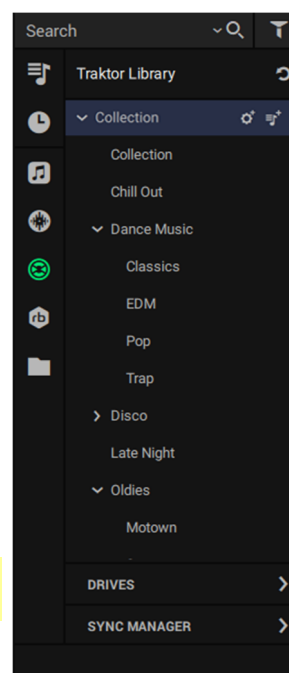 Search
Traktor Library
Collection
Collection
Chill Out
Dance Music
Classics
EDM
Pop
Trap
Disco
Late Night
Oldies
Motown
DRIVES
SYNC MANAGER
rb